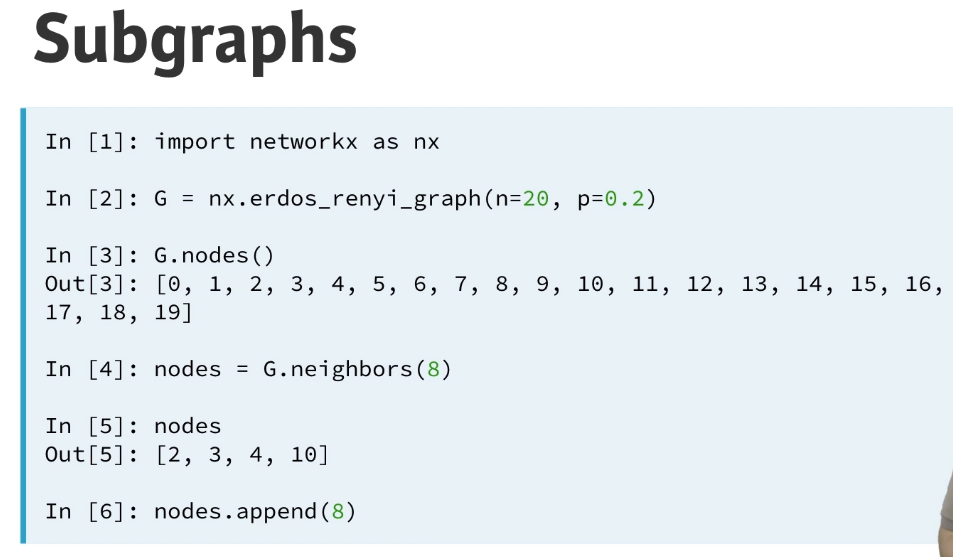 Subgraphs
In [1]: import networkx as nx
In [2]: G = nx.erdos_renyi_graph(n=20, p=0.2)
In [3]: G.nodes()
Out[3]: [0, 1, 2, 3, 4, 5, 6, 7, 8, 9, 10, 11, 12, 13, 14, 15, 16,
17, 18, 19]
In [4]: nodes = G.neighbors(8)
In [5]: nodes
Out[5]: [2, 3, 4, 10]
In [6]: nodes.append(8)